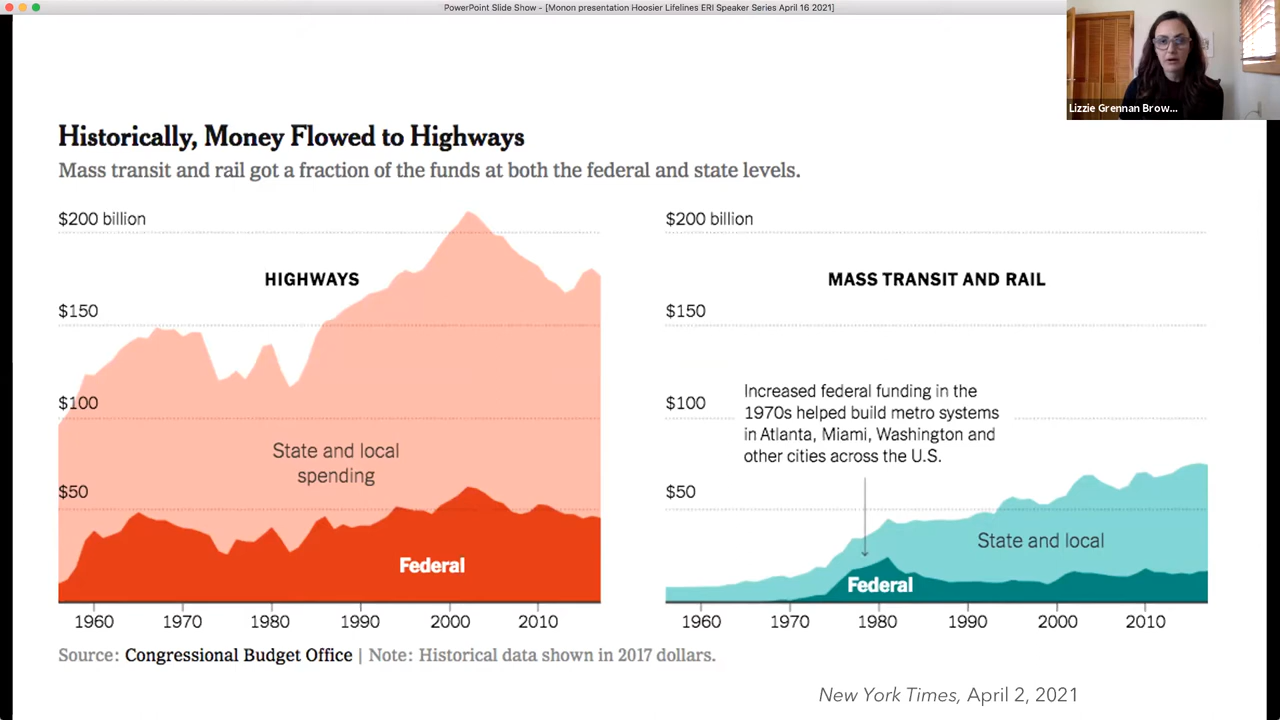 PowerPoint Slide Show - [Monon presentation Hoosier Lifelines ERI Speaker Series April 16 2021]
Lizzie Grennan Brow...
Historically, Money Flowed to Highways
Mass transit and rail got a fraction of the funds at both the federal and state levels.
$200 billion
HIGHWAYS
$150
$100
State and local
spending
$50
Federal
1960 1970 1980 1990 2000 2010
$200 billion
MASS TRANSIT AND RAIL
$150
Increased federal funding in the
1970s helped build metro systems
in Atlanta, Miami, Washington and
other cities across the U.S.
$100
$50
State and local
Federal
1960 1970 1980 1990 2000 2010
Source: Congressional Budget Office | Note: Historical data shown in 2017 dollars.
New York Times, April 2, 2021